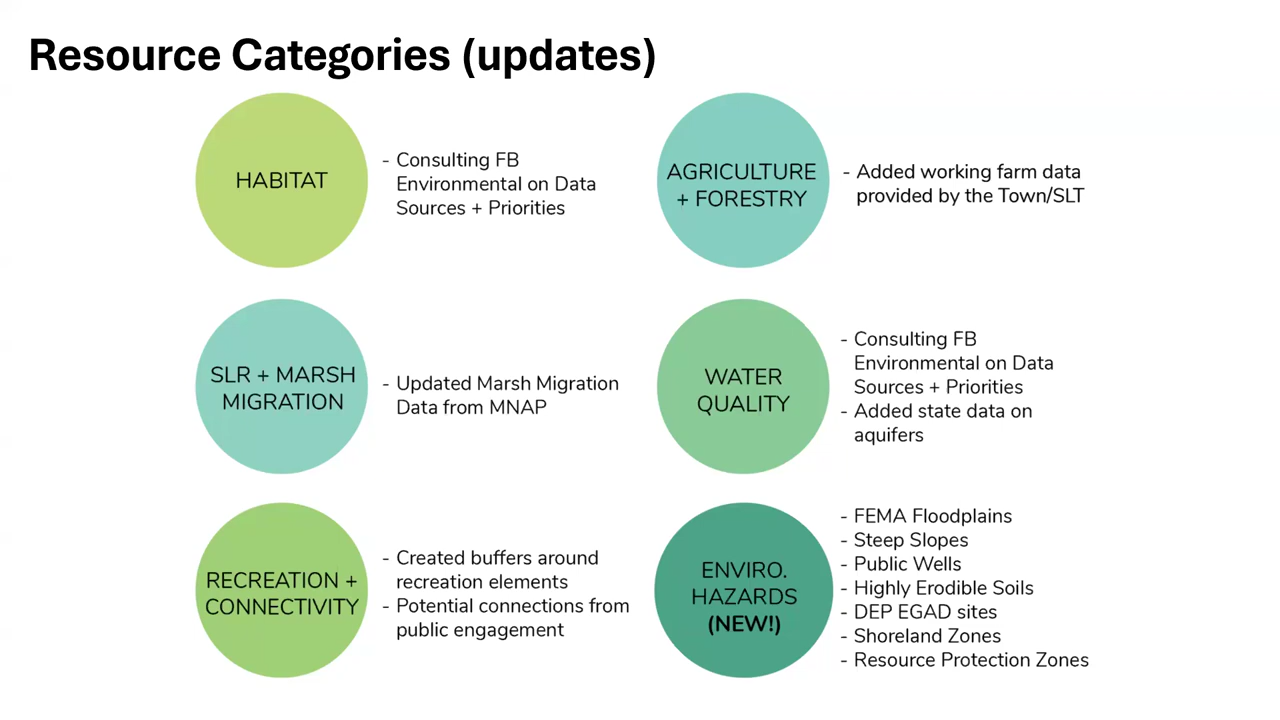 Resource Categories (updates)
HABITAT
- Consulting FB
Environmental on Data
Sources + Priorities
AGRICULTURE
+ FORESTRY
- Added working farm data
provided by the Town/SLT
SLR + MARSH
MIGRATION
- Updated Marsh Migration
Data from MNAP
WATER
QUALITY
- Consulting FB
Environmental on Data
Sources + Priorities
- Added state data on
aquifers
RECREATION +
CONNECTIVITY
- Created buffers around
recreation elements
- Potential connections from
public engagement
ENVIRO.
HAZARDS
(NEW!)
- FEMA Floodplains
- Steep Slopes
- Public Wells
- Highly Erodible Soils
- DEP EGAD sites
- Shoreland Zones
- Resource Protection Zones